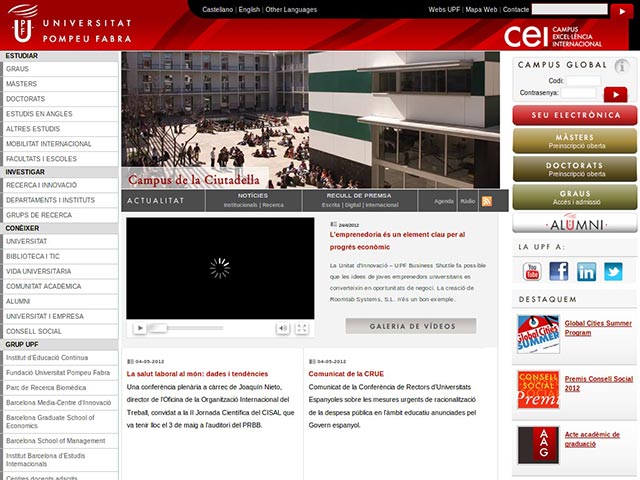 UNIVERSITAT
POMPEU FABRA
UPF
Castellano | English | Other Languages
Webs UPF | Mapa Web | Contacte
cei CAMPUS
EXCEL·LÈNCIA
INTERNACIONAL
ESTUDIAR
GRAUS
MÀSTERS
DOCTORATS
ESTUDIS EN ANGLÈS
ALTRES ESTUDIS
MOBILITAT INTERNACIONAL
FACULTATS I ESCOLES
INVESTIGAR
RECERCA I INNOVACIÓ
DEPARTAMENTS I INSTITUTS
GRUPS DE RECERCA
CONÈIXER
UNIVERSITAT
BIBLIOTECA I TIC
VIDA UNIVERSITÀRIA
COMUNITAT ACADÈMICA
ALUMNI
UNIVERSITAT I EMPRESA
CONSELL SOCIAL
GRUP UPF
Institut d'Educació Contínua
Fundació Universitat Pompeu Fabra
Parc de Recerca Biomèdica
Barcelona Media-Centre d'Innovació
Barcelona Graduate School of
Economics
Barcelona School of Management
Institut Barcelona d'Estudis
Internacionals
Centres docents adscrits
Campus de la Ciutadella
ACTUALITAT
NOTÍCIES
Institucionals | Recerca
RECULL DE PREMSA
Escrits | Digital | Internacional
Agenda
Ràdio
24/4/2012
L'emprenedoria és un element clau per al
progrés econòmic
La Unitat d'Innovació – UPF Business Shuttle fa possible
que les idees de joves emprenedors universitaris es
converteixin en oportunitats de negoci. La creació de
Roomlab Systems, S.L. n'és un bon exemple.
GALERIA DE VÍDEOS
04-05-2012
La salut laboral al món: dades i tendències
Una conferència plenària a càrrec de Joaquín Nieto,
director de l'Oficina de la Organizació Internacional del
Treball, convidat a la II Jornada Científica del CISAL que
va tenir lloc el 3 de maig a l'auditori del PRBB.
04-05-2012
Comunicat de la CRUE
Comunicat de la Conferència de Rectors d'Universitats
Espanyoles sobre les mesures urgents de racionalització
de la despesa pública en l'àmbit educatiu anunciades pel
Govern espanyol.
CAMPUS GLOBAL
Codi:
Contrasenya:
SEU ELECTRÒNICA
MÀSTERS
Preinscripció oberta
DOCTORATS
Preinscripció oberta
GRAUS
Accés i admissió
ALUMNI
LA UPF A:
You Tube
f
in
DESTAQUEM
Global Cities
SUMMER
Global Cities Summer
Program
CONSELL
SOCIAL
Premi
Premis Consell Social
2012
AAG
Acte acadèmic de
graduació